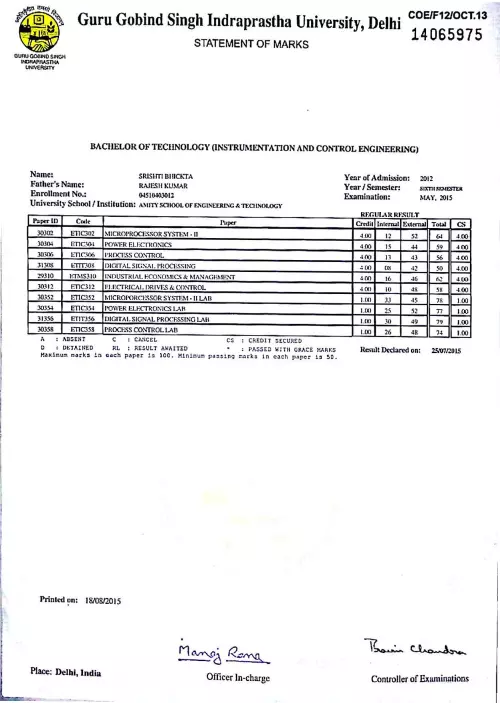 Guru Gobind Singh Indraprastha University, Delhi
COE/F12/OCT.13
14065975
STATEMENT OF MARKS
GURU GOBIND SINGH
INDRAPRASTHA
UNIVERSITY
BACHELOR OF TECHNOLOGY (INSTRUMENTATION AND CONTROL ENGINEERING)
Name: SRISHTI BHICKTA Year of Admission: 2012
Father's Name: RAJESH KUMAR Year / Semester: SIXTH SEMESTER
Enrollment No.: 04510403012 Examination: MAY, 2015
University School / Institution: AMITY SCHOOL OF ENGINEERING & TECHNOLOGY
REGULAR RESULT
Paper ID Code Paper Credit Internal External Total CS
30302 ETIC302 MICROPROCESSOR SYSTEM - II 4.00 12 52 64 4.00
30304 ETIC304 POWER ELECTRONICS 4.00 15 44 59 4.00
30306 ETIC306 PROCESS CONTROL 4.00 13 43 56 4.00
31308 ETIT308 DIGITAL SIGNAL PROCESSING 4.00 08 42 50 4.00
29310 ETMS310 INDUSTRIAL ECONOMICS & MANAGEMENT 4.00 16 46 62 4.00
30312 ETIC312 ELECTRICAL DRIVES & CONTROL 4.00 10 48 58 4.00
30352 ETIC352 MICROPORCESSOR SYSTEM - II LAB 1.00 33 45 78 1.00
30354 ETIC354 POWER ELECTRONICS LAB 1.00 25 52 77 1.00
31356 ETIT356 DIGITAL SIGNAL PROCESSING LAB 1.00 30 49 79 1.00
30358 ETIC358 PROCESS CONTROL LAB 1.00 26 48 74 1.00
A : ABSENT C : CANCEL CS : CREDIT SECURED
D : DETAINED RL : RESULT AWAITED * : PASSED WITH GRACE MARKS
Maximum marks in each paper is 100. Minimum passing marks in each paper is 50.
Result Declared on: 25/07/2015
Printed on: 18/08/2015
Manoj Rana
Chandra
Place: Delhi, India
Officer In-charge
Controller of Examinations